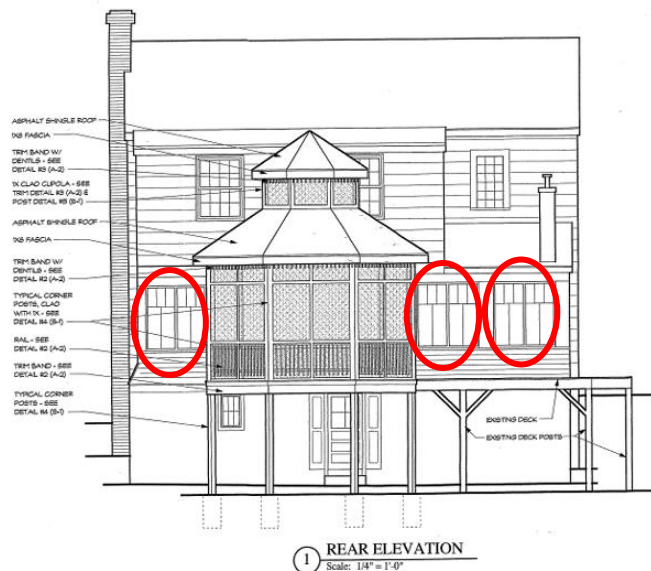 ASPHALT SHINGLE ROOF
1X8 FASCIA
TRIM BAND W/
DENTILS - SEE
DETAIL #3 (A-2)
1X CLAD CUPOLA - SEE
TRIM DETAIL #3 (A-2) &
POST DETAIL #5 (B-1)
ASPHALT SHINGLE ROOF
1X8 FASCIA
TRIM BAND W/
DENTILS - SEE
DETAIL #2 (A-2)
TYPICAL CORNER
POSTS, CLAD
WITH 1X - SEE
DETAIL #4 (B-1)
RAIL - SEE
DETAIL #2 (A-2)
TRIM BAND - SEE
DETAIL #2 (A-2)
TYPICAL CORNER
POSTS - SEE
DETAIL #4 (B-1)
EXISTING DECK
EXISTING DECK POSTS
1 REAR ELEVATION
Scale: 1/4" = 1'-0"